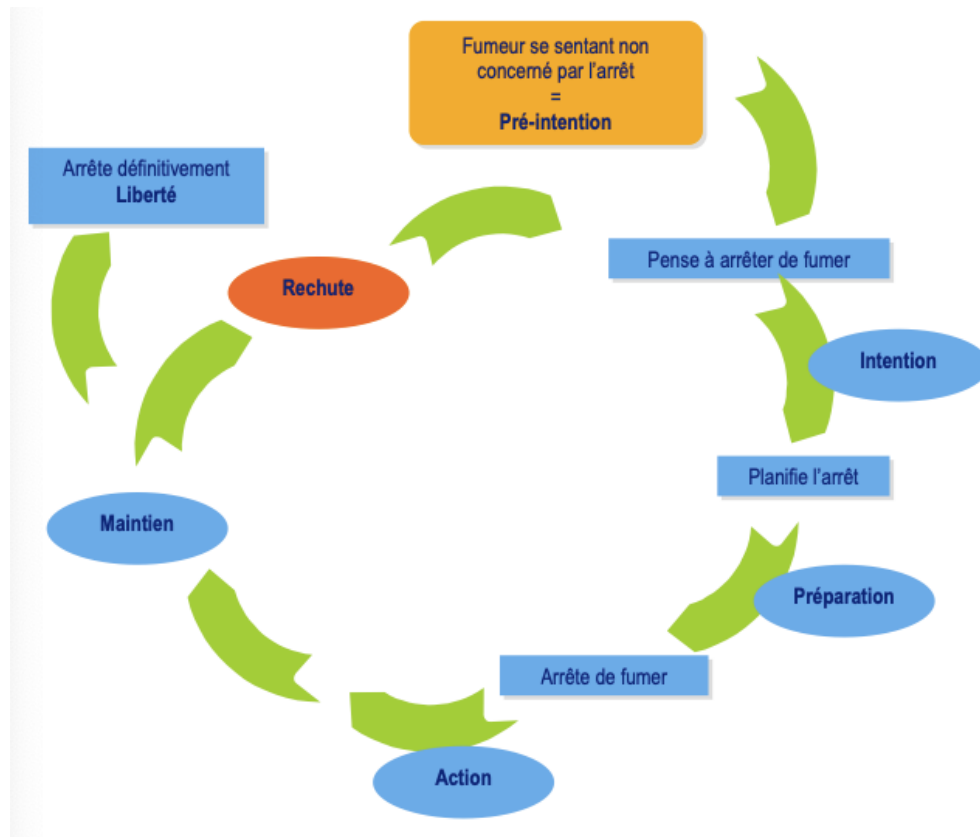 Fumeur se sentant non
concerné par l'arrêt
=
Pré-intention
Arrête définitivement
Liberté
Pense à arrêter de fumer
Rechute
Intention
Planifie l'arrêt
Maintien
Préparation
Arrête de fumer
Action